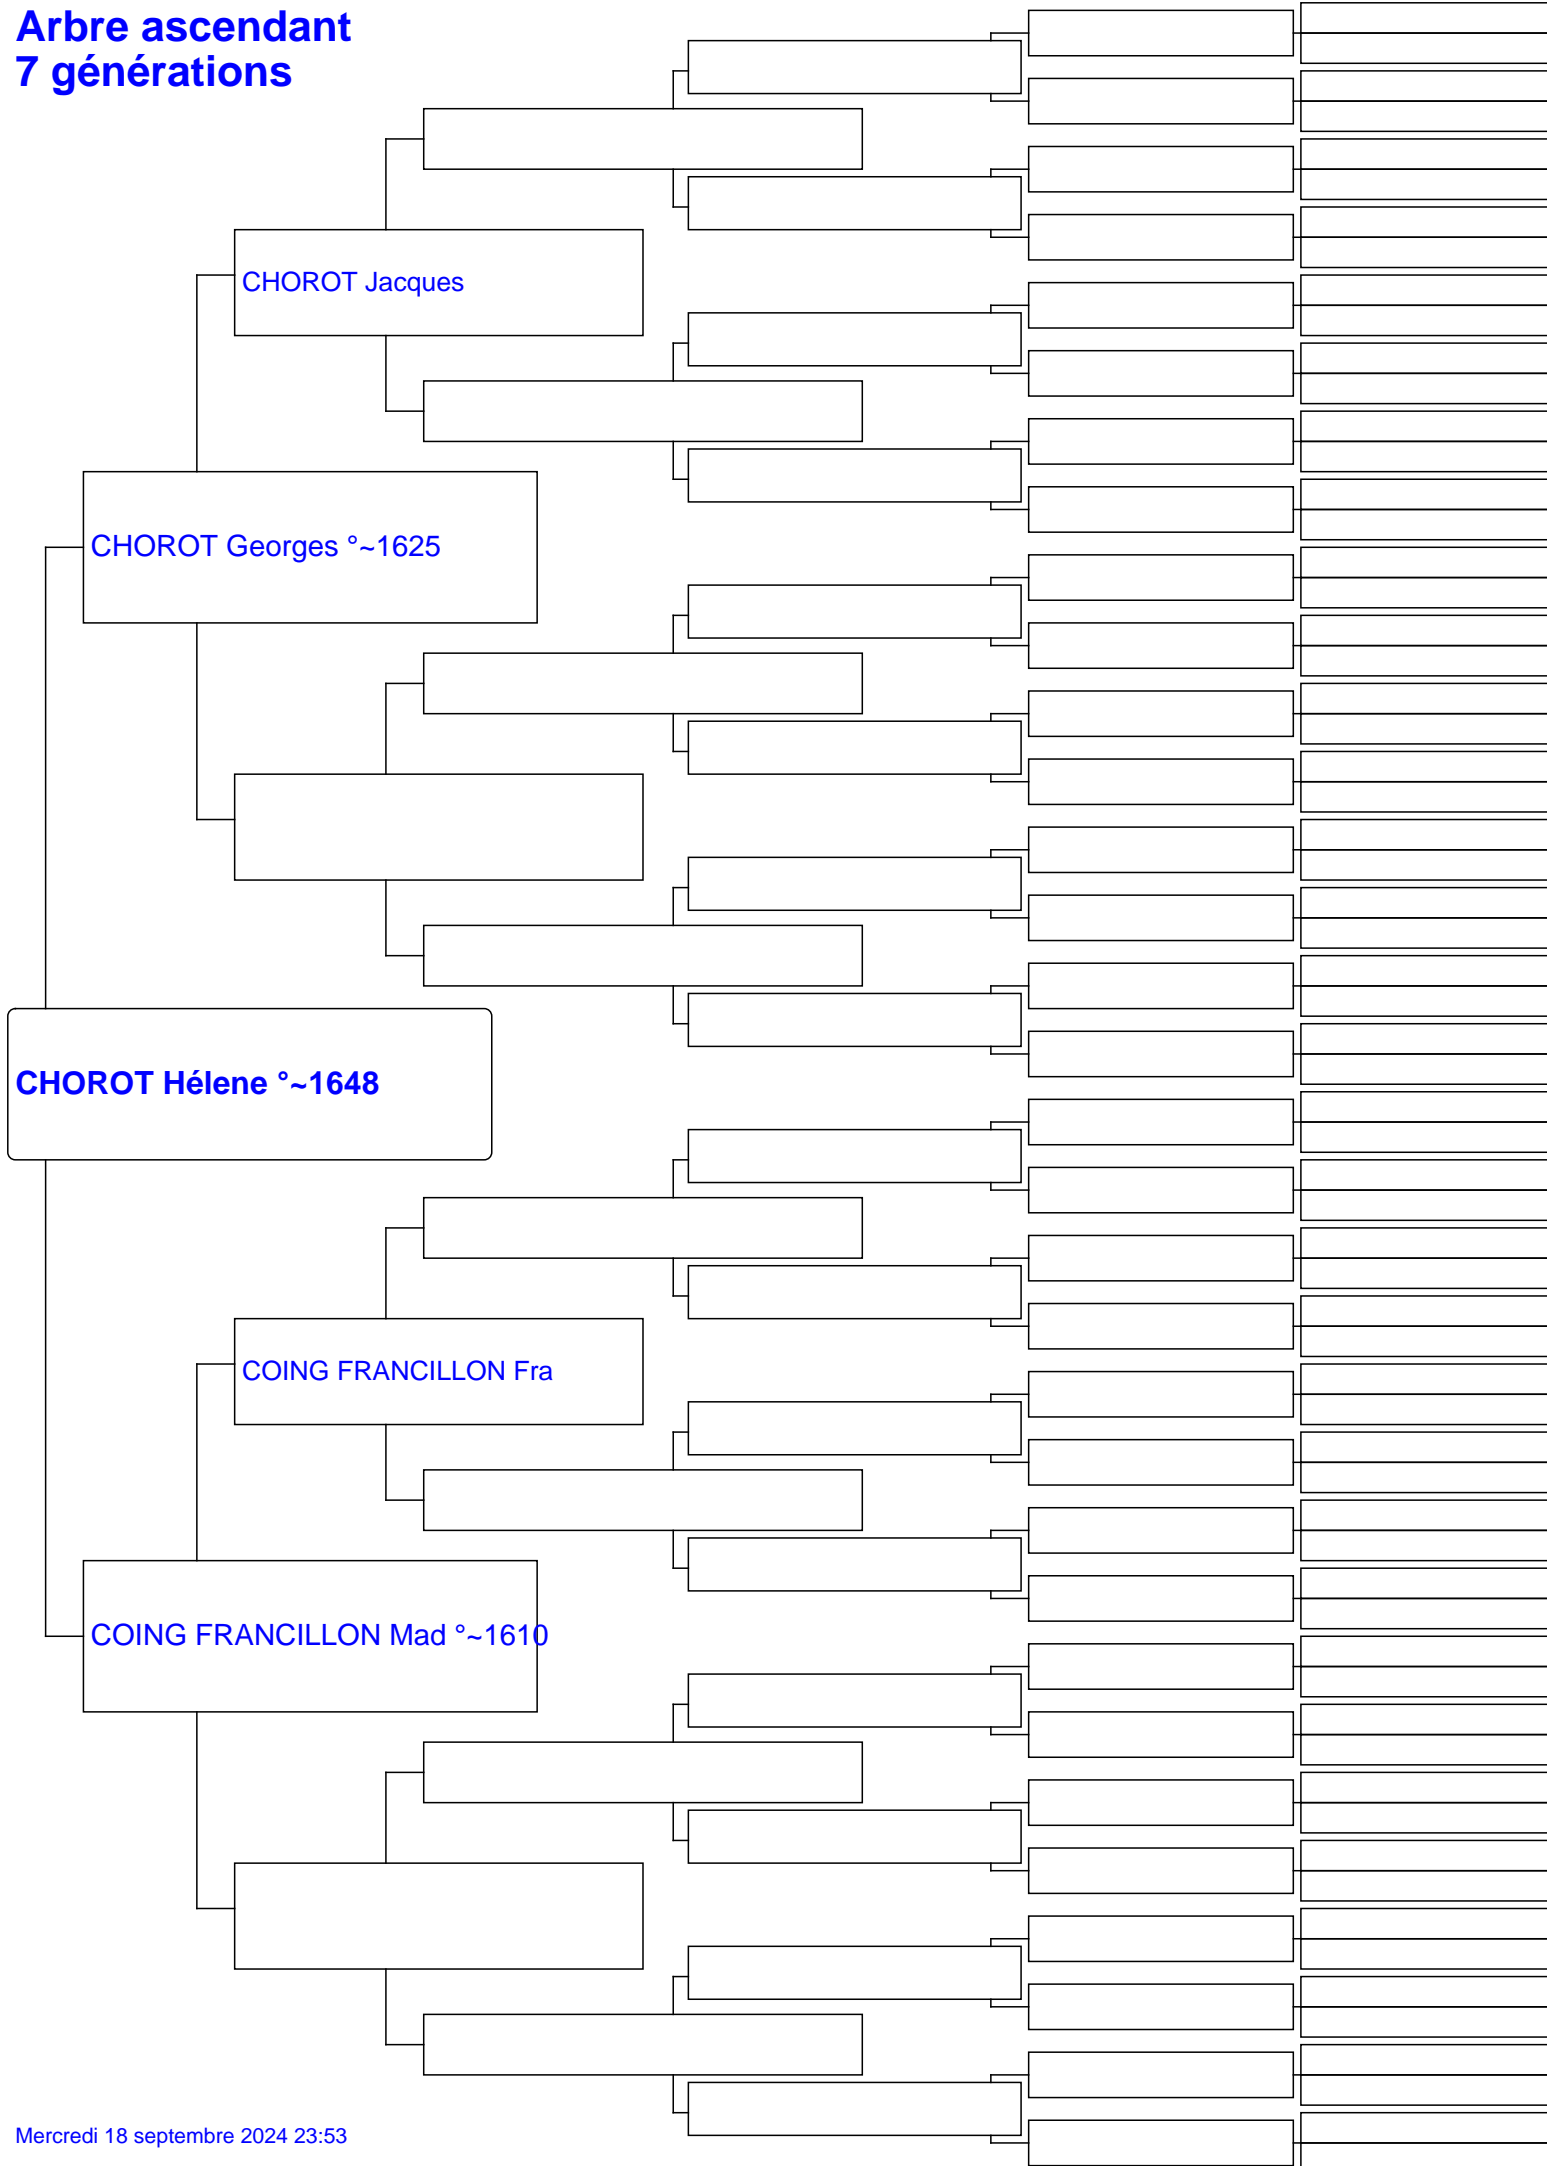 Arbre ascendant
7 générations
CHOROT Jacques
CHOROT Georges °~1625
CHOROT Hélene °~1648
COING FRANCILLON Fra
COING FRANCILLON Mad °~1610
Mercredi 18 septembre 2024 23:53